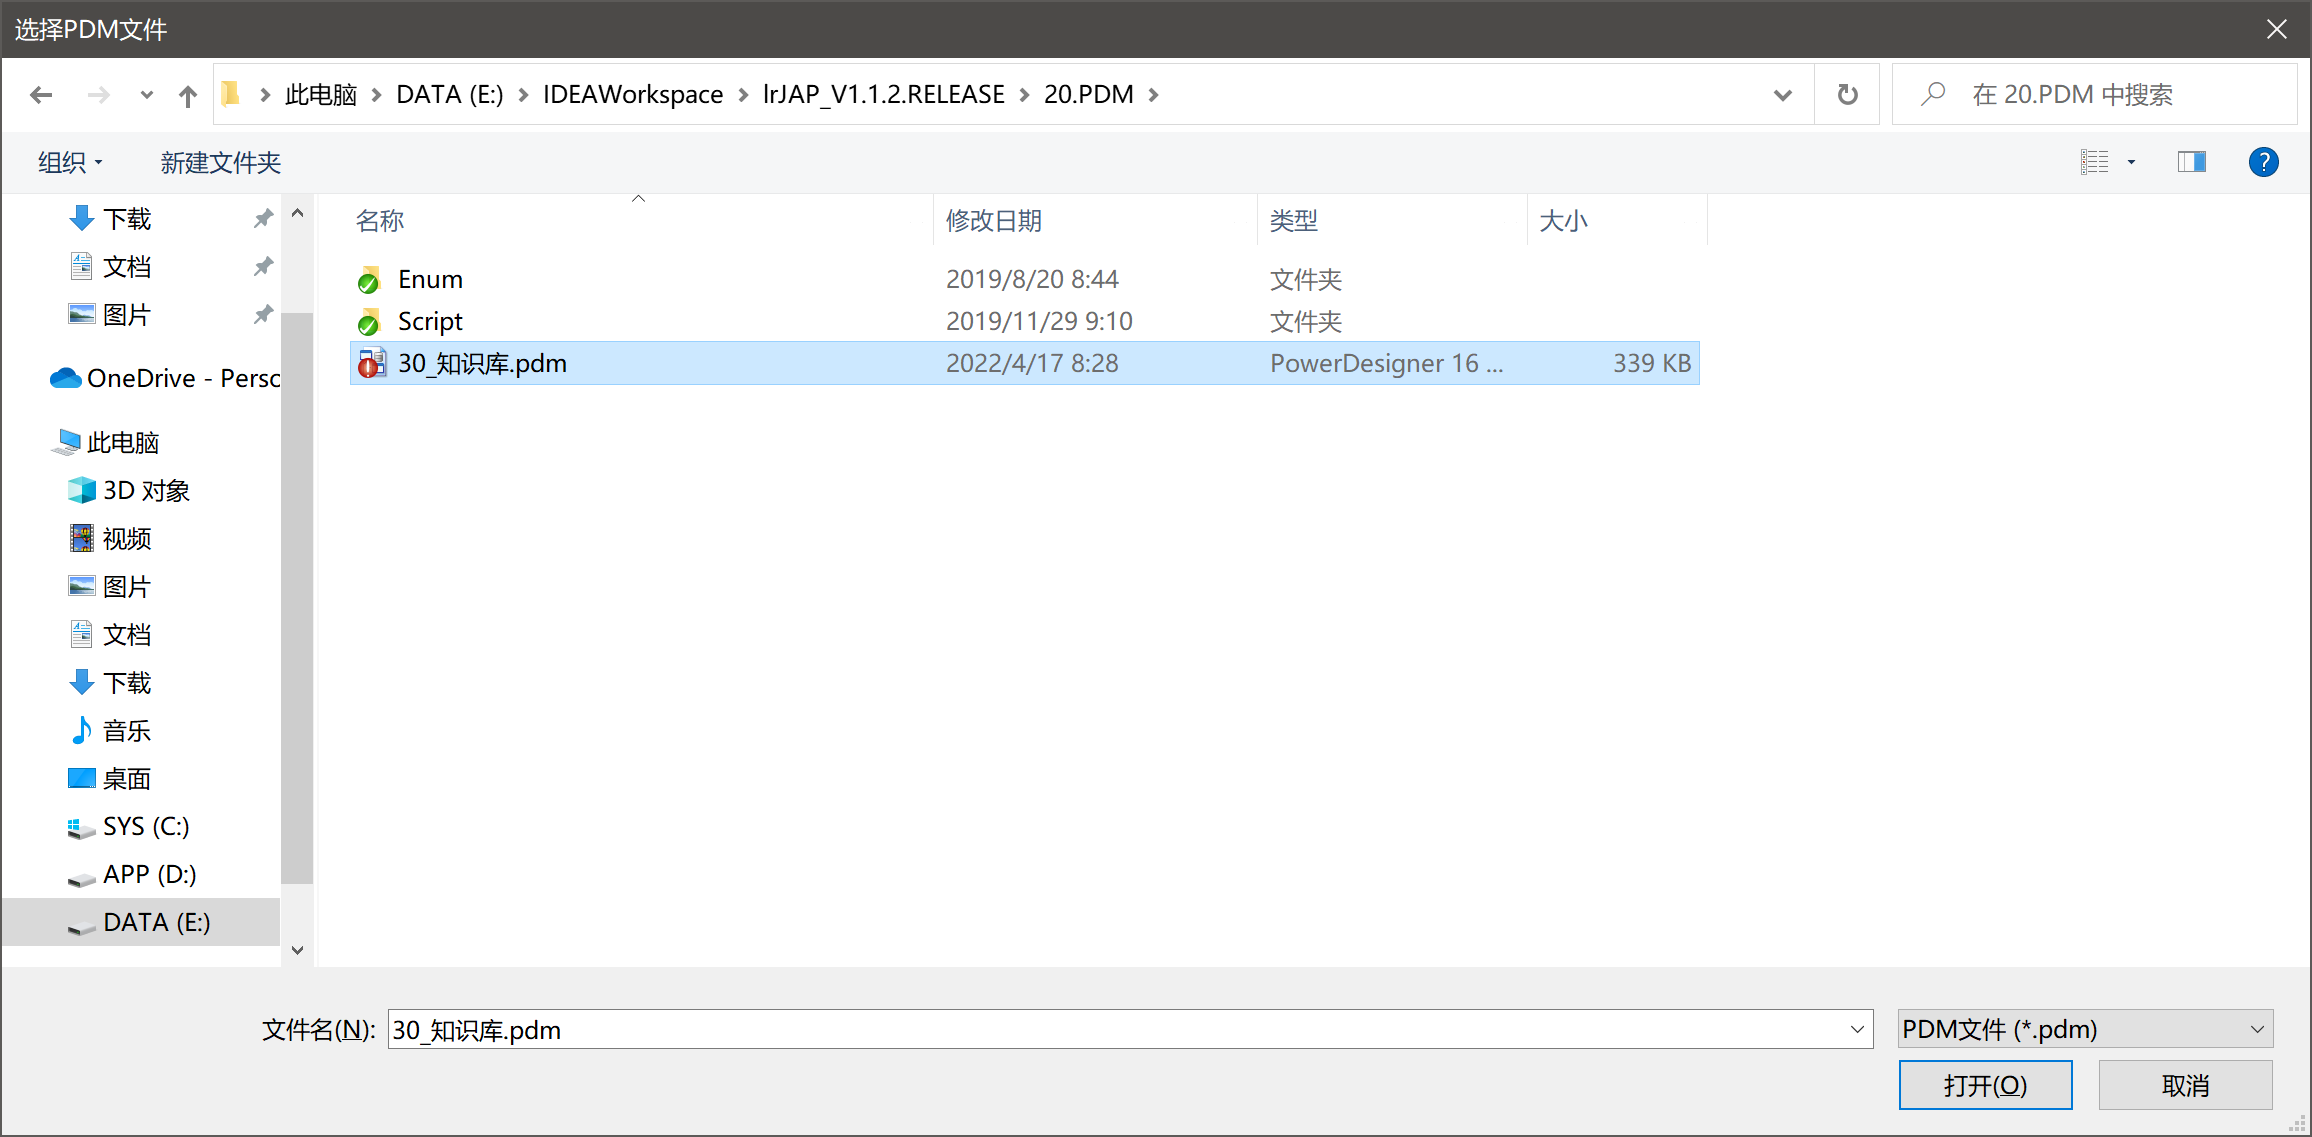 选择PDM文件
此电脑 DATA (E:) IDEAWorkspace lrJAP_V1.1.2.RELEASE 20.PDM
在 20.PDM 中搜索
组织 新建文件夹
名称 修改日期 类型 大小
Enum 2019/8/20 8:44 文件夹
Script 2019/11/29 9:10 文件夹
30_知识库.pdm 2022/4/17 8:28 PowerDesigner 16 ... 339 KB
下载
文档
图片
OneDrive - Persc
此电脑
3D 对象
视频
图片
文档
下载
音乐
桌面
SYS (C:)
APP (D:)
DATA (E:)
文件名(N): 30_知识库.pdm
PDM文件 (*.pdm)
打开(O) 取消